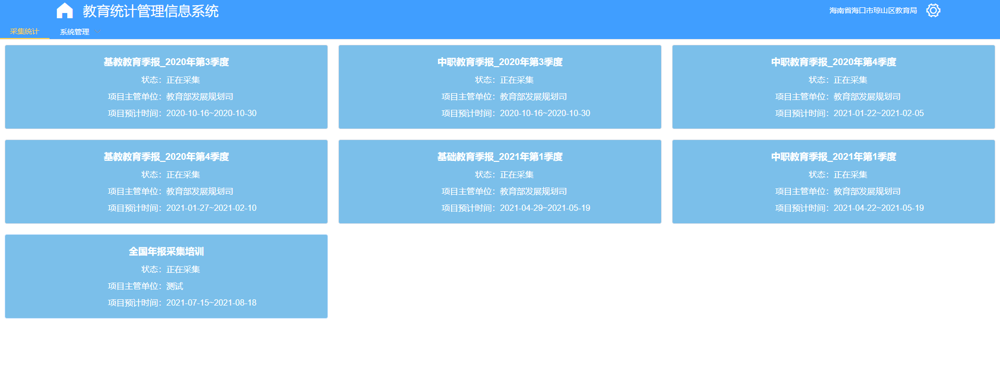 教育统计管理信息系统
海南省海口市琼山区教育局
采集统计
系统管理
基教教育季报_2020年第3季度
状态：正在采集
项目主管单位：教育部发展规划司
项目预计时间：2020-10-16~2020-10-30
中职教育季报_2020年第3季度
状态：正在采集
项目主管单位：教育部发展规划司
项目预计时间：2020-10-16~2020-10-30
中职教育季报_2020年第4季度
状态：正在采集
项目主管单位：教育部发展规划司
项目预计时间：2021-01-22~2021-02-05
基教教育季报_2020年第4季度
状态：正在采集
项目主管单位：教育部发展规划司
项目预计时间：2021-01-27~2021-02-10
基础教育季报_2021年第1季度
状态：正在采集
项目主管单位：教育部发展规划司
项目预计时间：2021-04-29~2021-05-19
中职教育季报_2021年第1季度
状态：正在采集
项目主管单位：教育部发展规划司
项目预计时间：2021-04-22~2021-05-19
全国年报采集培训
状态：正在采集
项目主管单位：测试
项目预计时间：2021-07-15~2021-08-18